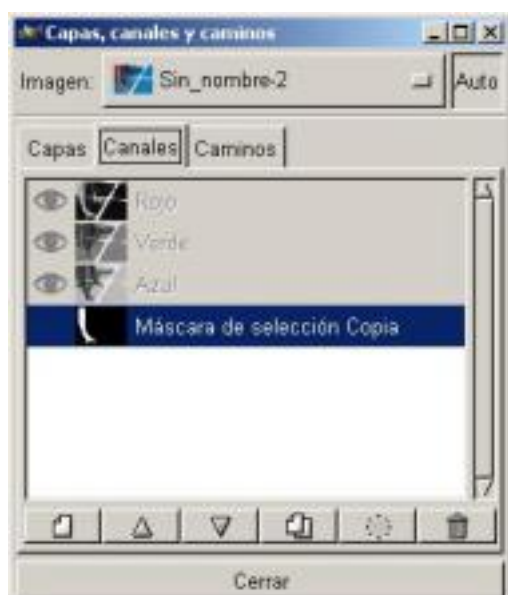 Capas, canales y caminos
Imagen: Sin_nombre-2 Auto
Capas Canales Caminos
Rojo
Verde
Azul
Máscara de selección Copia
Cerrar